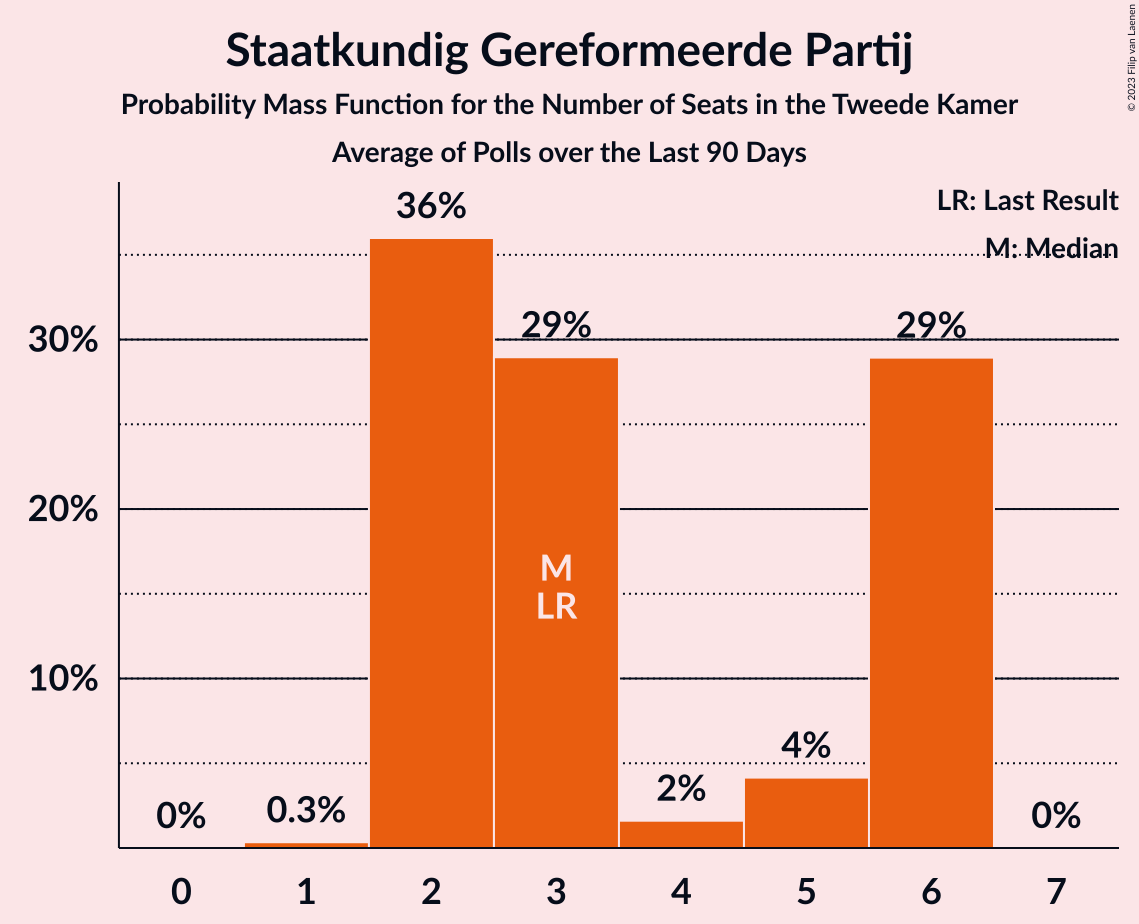 Staatkundig Gereformeerde Partij
Probability Mass Function for the Number of Seats in the Tweede Kamer
Average of Polls over the Last 90 Days
© 2023 Filip van Laenen
LR: Last Result
M: Median
36%
29%
29%
30%
20%
M
LR
10%
4%
2%
0%
0.3%
0%
0 1 2 3 4 5 6 7